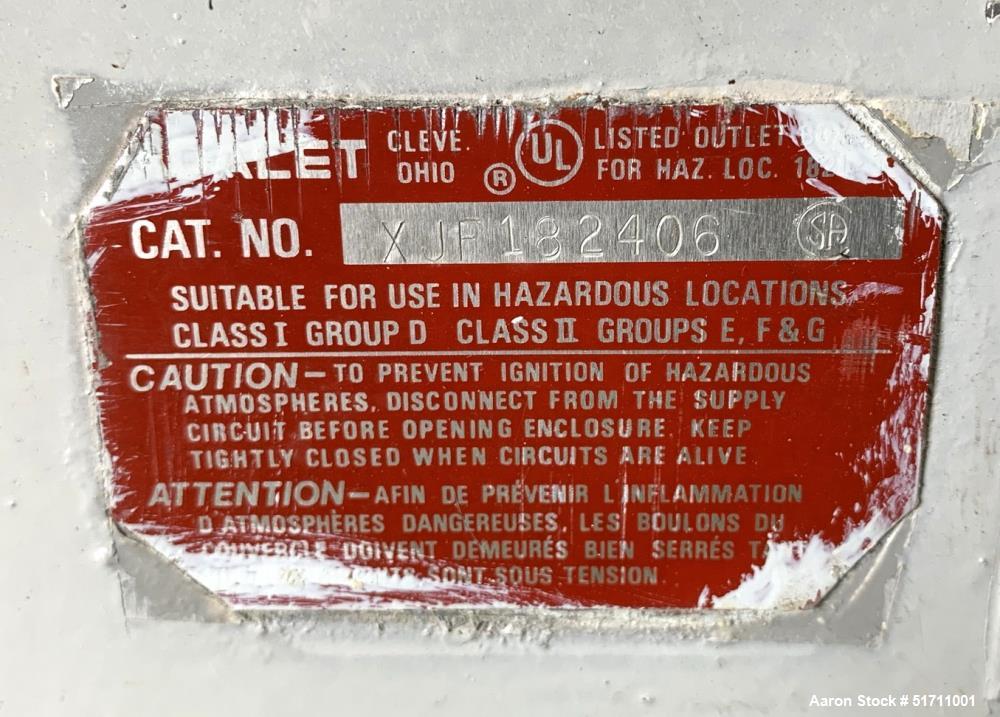 CLEVE. OHIO ® UL LISTED OUTLET
FOR HAZ. LOC.
CAT. NO. XJF182406 SA
SUITABLE FOR USE IN HAZARDOUS LOCATIONS
CLASS I GROUP D CLASS II GROUPS E, F & G
CAUTION — TO PREVENT IGNITION OF HAZARDOUS
ATMOSPHERES, DISCONNECT FROM THE SUPPLY
CIRCUIT BEFORE OPENING ENCLOSURE. KEEP
TIGHTLY CLOSED WHEN CIRCUITS ARE ALIVE
ATTENTION — AFIN DE PRÉVENIR L'INFLAMMATION
D'ATMOSPHÈRES DANGEREUSES, LES BOULONS DU
COUVERCLE DOIVENT DEMEURÉS BIEN SERRÉS
SONT SOUS TENSION
Aaron Stock # 51711001